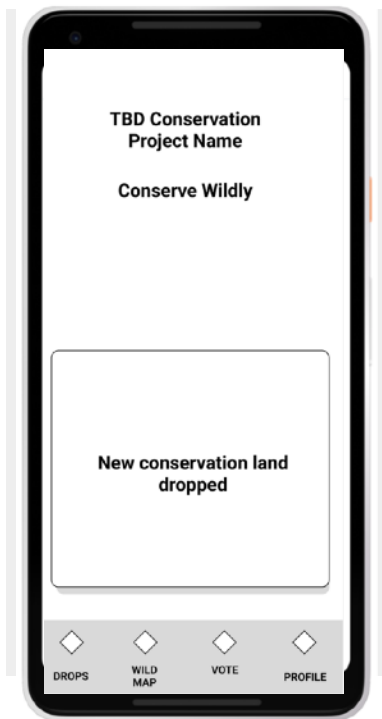 TBD Conservation
Project Name
Conserve Wildly
New conservation land
dropped
DROPS
WILD
MAP
VOTE
PROFILE